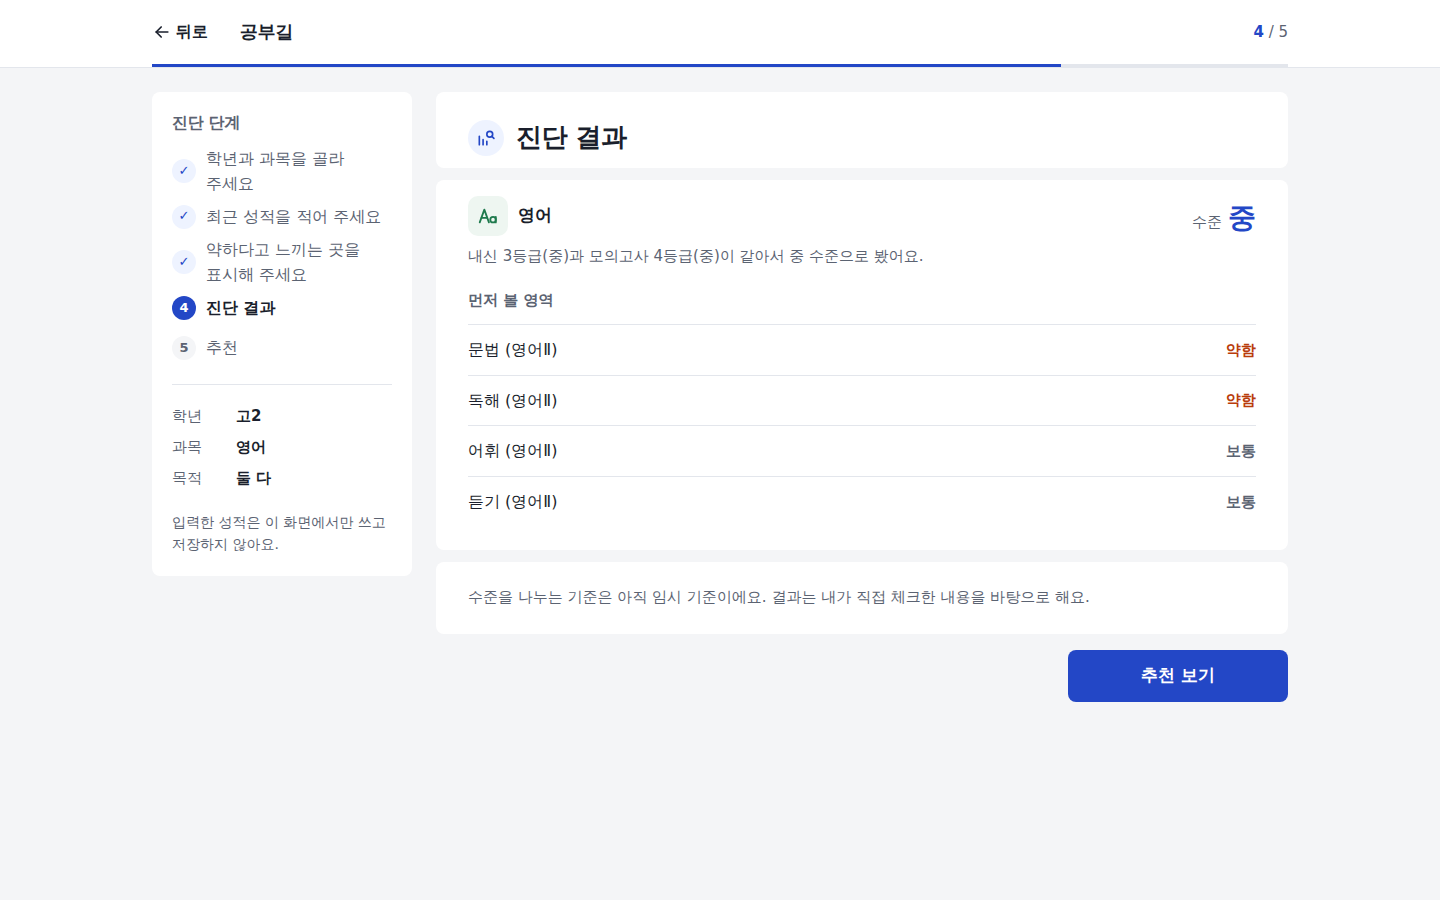 ← 뒤로
공부길
4 / 5
진단 단계
✓ 학년과 과목을 골라
주세요
✓ 최근 성적을 적어 주세요
✓ 약하다고 느끼는 곳을
표시해 주세요
4 진단 결과
5 추천
학년 고2
과목 영어
목적 둘 다
입력한 성적은 이 화면에서만 쓰고
저장하지 않아요.
진단 결과
Aa 영어
수준 중
내신 3등급(중)과 모의고사 4등급(중)이 같아서 중 수준으로 봤어요.
먼저 볼 영역
문법 (영어Ⅱ) 약함
독해 (영어Ⅱ) 약함
어휘 (영어Ⅱ) 보통
듣기 (영어Ⅱ) 보통
수준을 나누는 기준은 아직 임시 기준이에요. 결과는 내가 직접 체크한 내용을 바탕으로 해요.
추천 보기